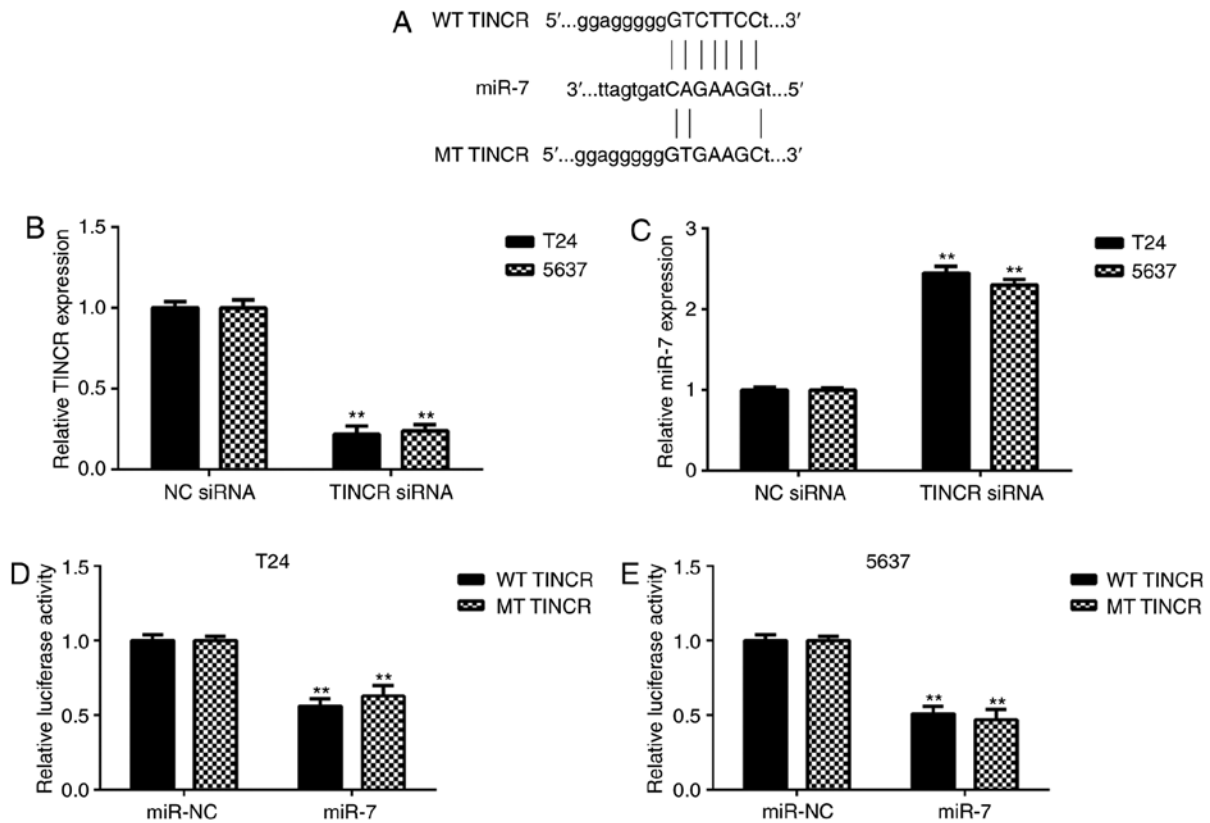 A
WT TINCR 5′...ggagggggGTCTTCCt...3′
miR-7 3′...ttagtgatCAGAAGGt...5′
MT TINCR 5′...ggagggggGTGAAGCt...3′
B
Relative TINCR expression
1.5
1.0
0.5
0.0
**
**
NC siRNA
TINCR siRNA
T24
5637
C
Relative miR-7 expression
3
2
1
0
**
**
NC siRNA
TINCR siRNA
T24
5637
D
T24
Relative luciferase activity
1.5
1.0
0.5
0.0
**
**
miR-NC
miR-7
WT TINCR
MT TINCR
E
5637
Relative luciferase activity
1.5
1.0
0.5
0.0
**
**
miR-NC
miR-7
WT TINCR
MT TINCR